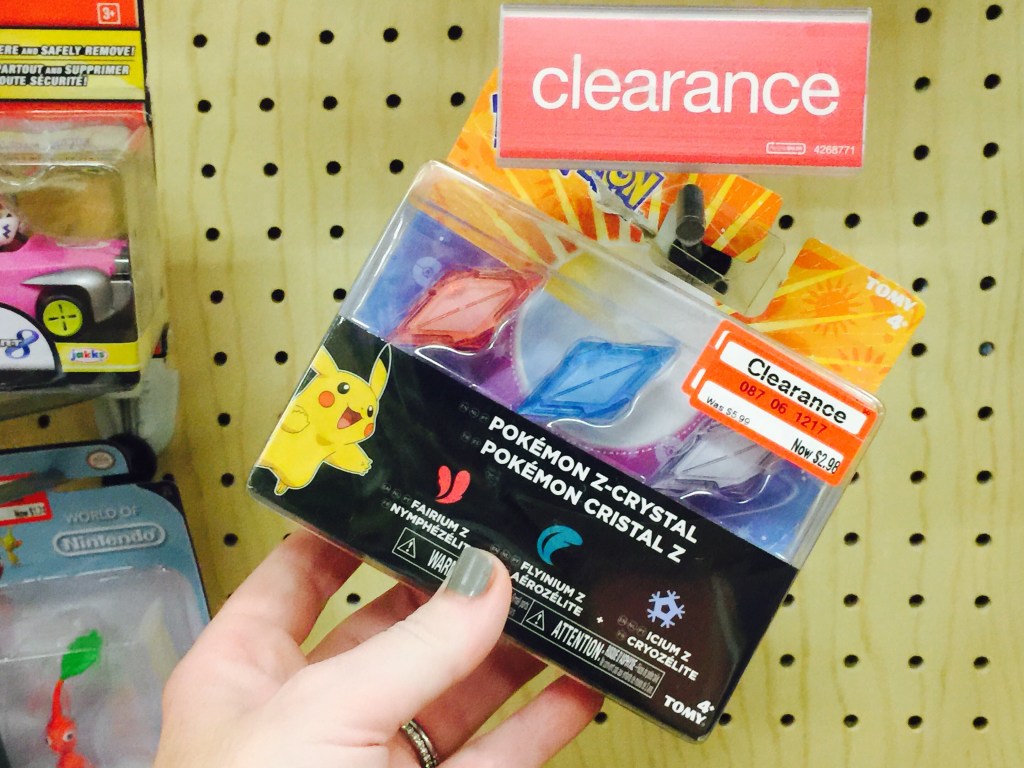 clearance
4268771
3+
ERE AND SAFELY REMOVE!
PARTOUT AND SUPPRIMER
OUTE SÉCURITÉ!
TOMY
4+
Clearance
087 06 1217
Was $5.99
Now $2.98
POKÉMON Z-CRYSTAL
POKÉMON CRISTAL Z
FAIRIUM Z
NYMPHÉZÉLITE
FLYINIUM Z
AÉROZÉLITE
+
ICIUM Z
CRYOZÉLITE
ATTENTION:
4+
TOMY
8
jakks
WORLD OF
Nintendo